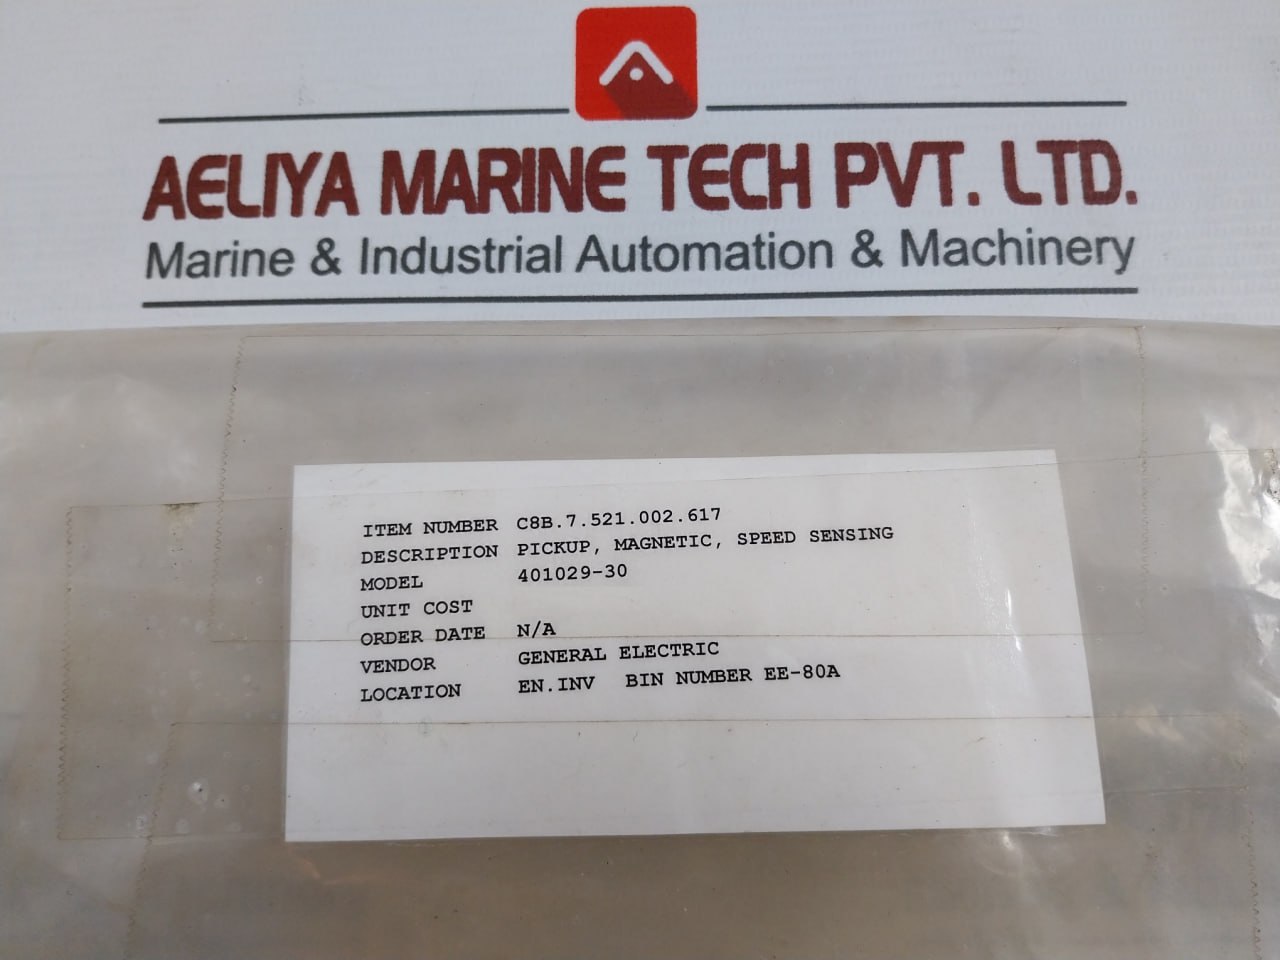 AELIYA MARINE TECH PVT. LTD.
Marine & Industrial Automation & Machinery
ITEM NUMBER C8B.7.521.002.617
DESCRIPTION PICKUP, MAGNETIC, SPEED SENSING
MODEL 401029-30
UNIT COST
ORDER DATE N/A
VENDOR GENERAL ELECTRIC
LOCATION EN.INV BIN NUMBER EE-80A